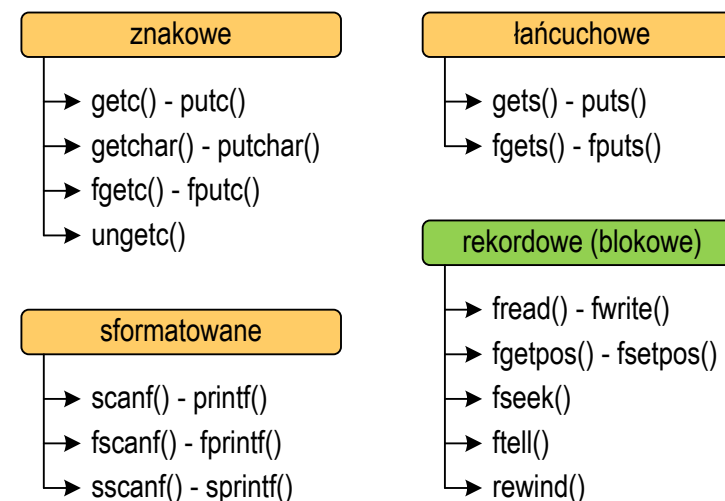 znakowe
getc() - putc()
getchar() - putchar()
fgetc() - fputc()
ungetc()
sformatowane
scanf() - printf()
fscanf() - fprintf()
sscanf() - sprintf()
łańcuchowe
gets() - puts()
fgets() - fputs()
rekordowe (blokowe)
fread() - fwrite()
fgetpos() - fsetpos()
fseek()
ftell()
rewind()